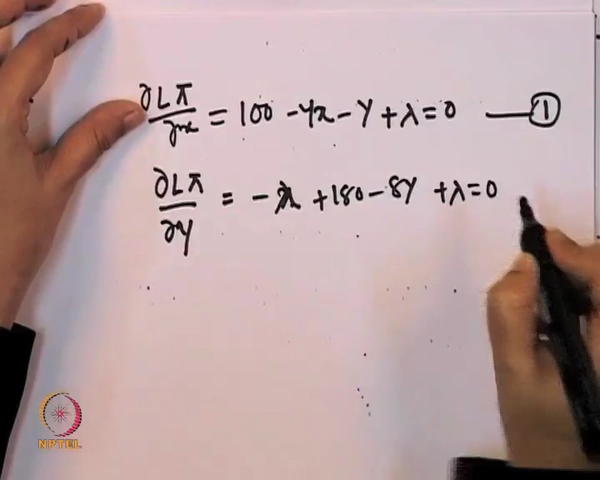 ∂Lπ/∂x = 100 - 4x - y + λ = 0 —— ①
∂Lπ/∂y = - x + 180 - 8y + λ = 0
NPTEL